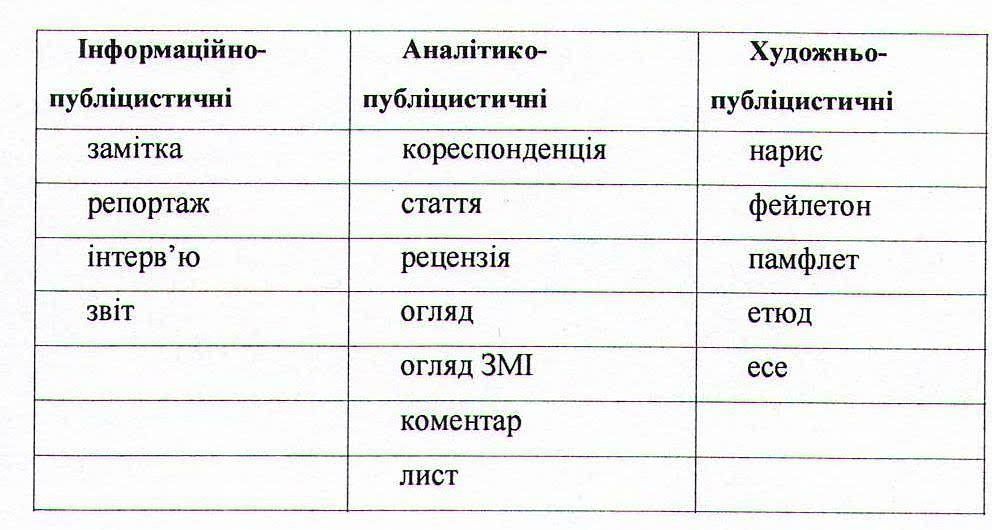 Інформаційно-
публіцистичні
Аналітико-
публіцистичні
Художньо-
публіцистичні
замітка
кореспонденція
нарис
репортаж
стаття
фейлетон
інтерв’ю
рецензія
памфлет
звіт
огляд
етюд
огляд ЗМІ
есе
коментар
лист